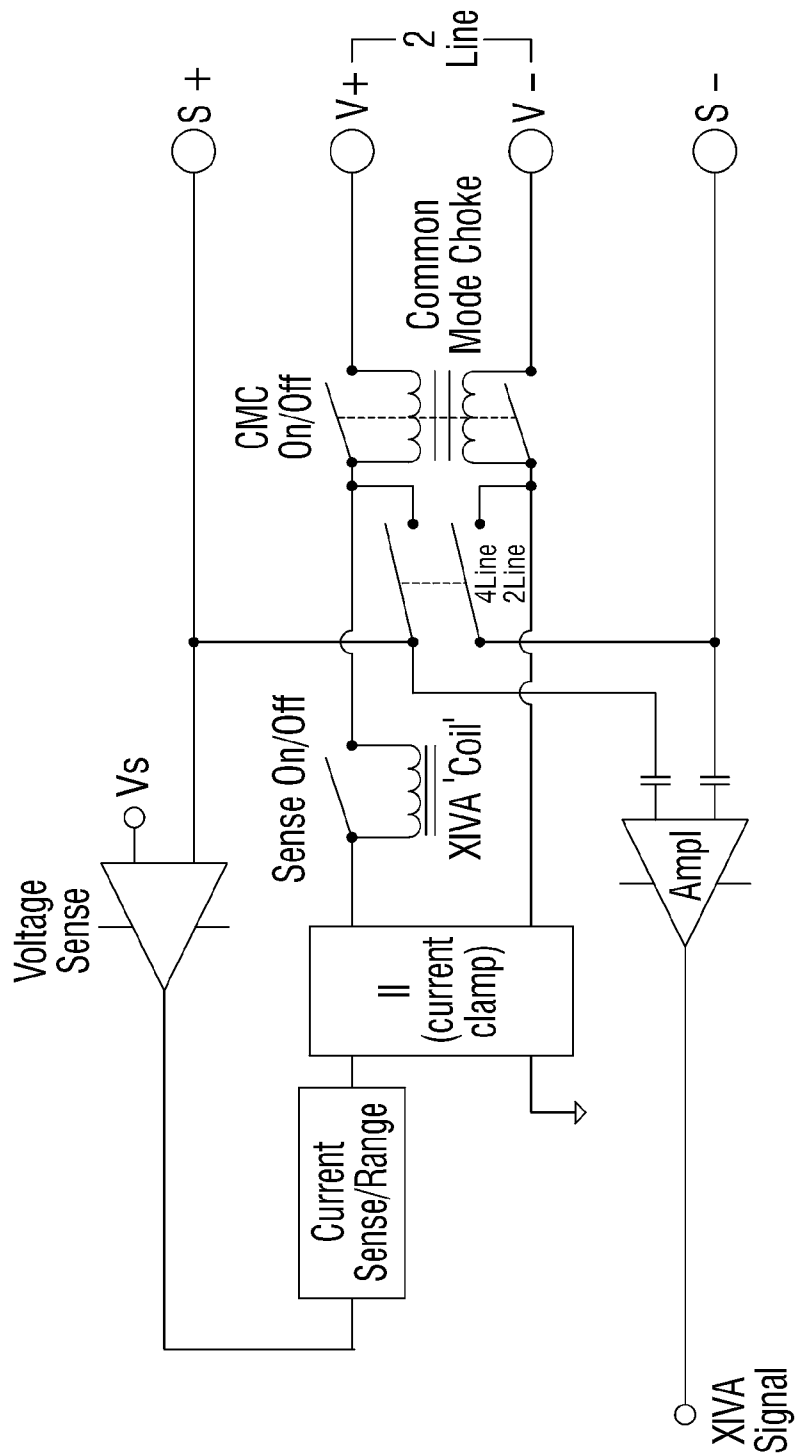 Voltage
Sense
Vs
S +
Current
Sense/Range
II
(current
clamp)
Sense On/Off
XIVA 'Coil'
4Line
2Line
CMC
On/Off
Common
Mode Choke
V+
2
Line
V -
S -
Ampl
XIVA
Signal